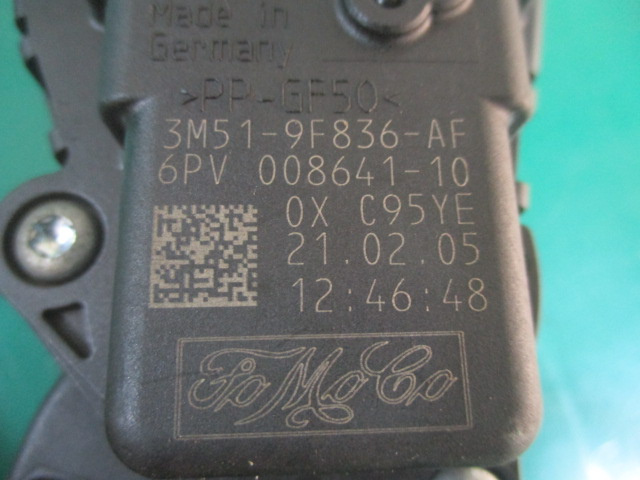 Made in
Germany
>PP-GF50<
3M51-9F836-AF
6PV 008641-10
0X C95YE
21.02.05
12:46:48
FoMoCo